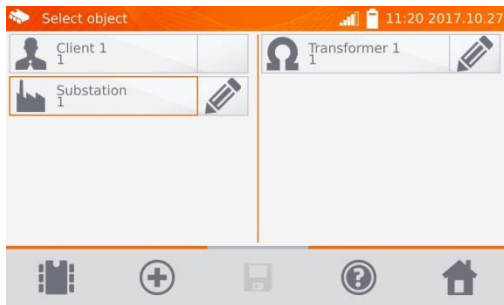 Select object
11:20 2017.10.27
Client 1
1
Substation
1
Transformer 1
1